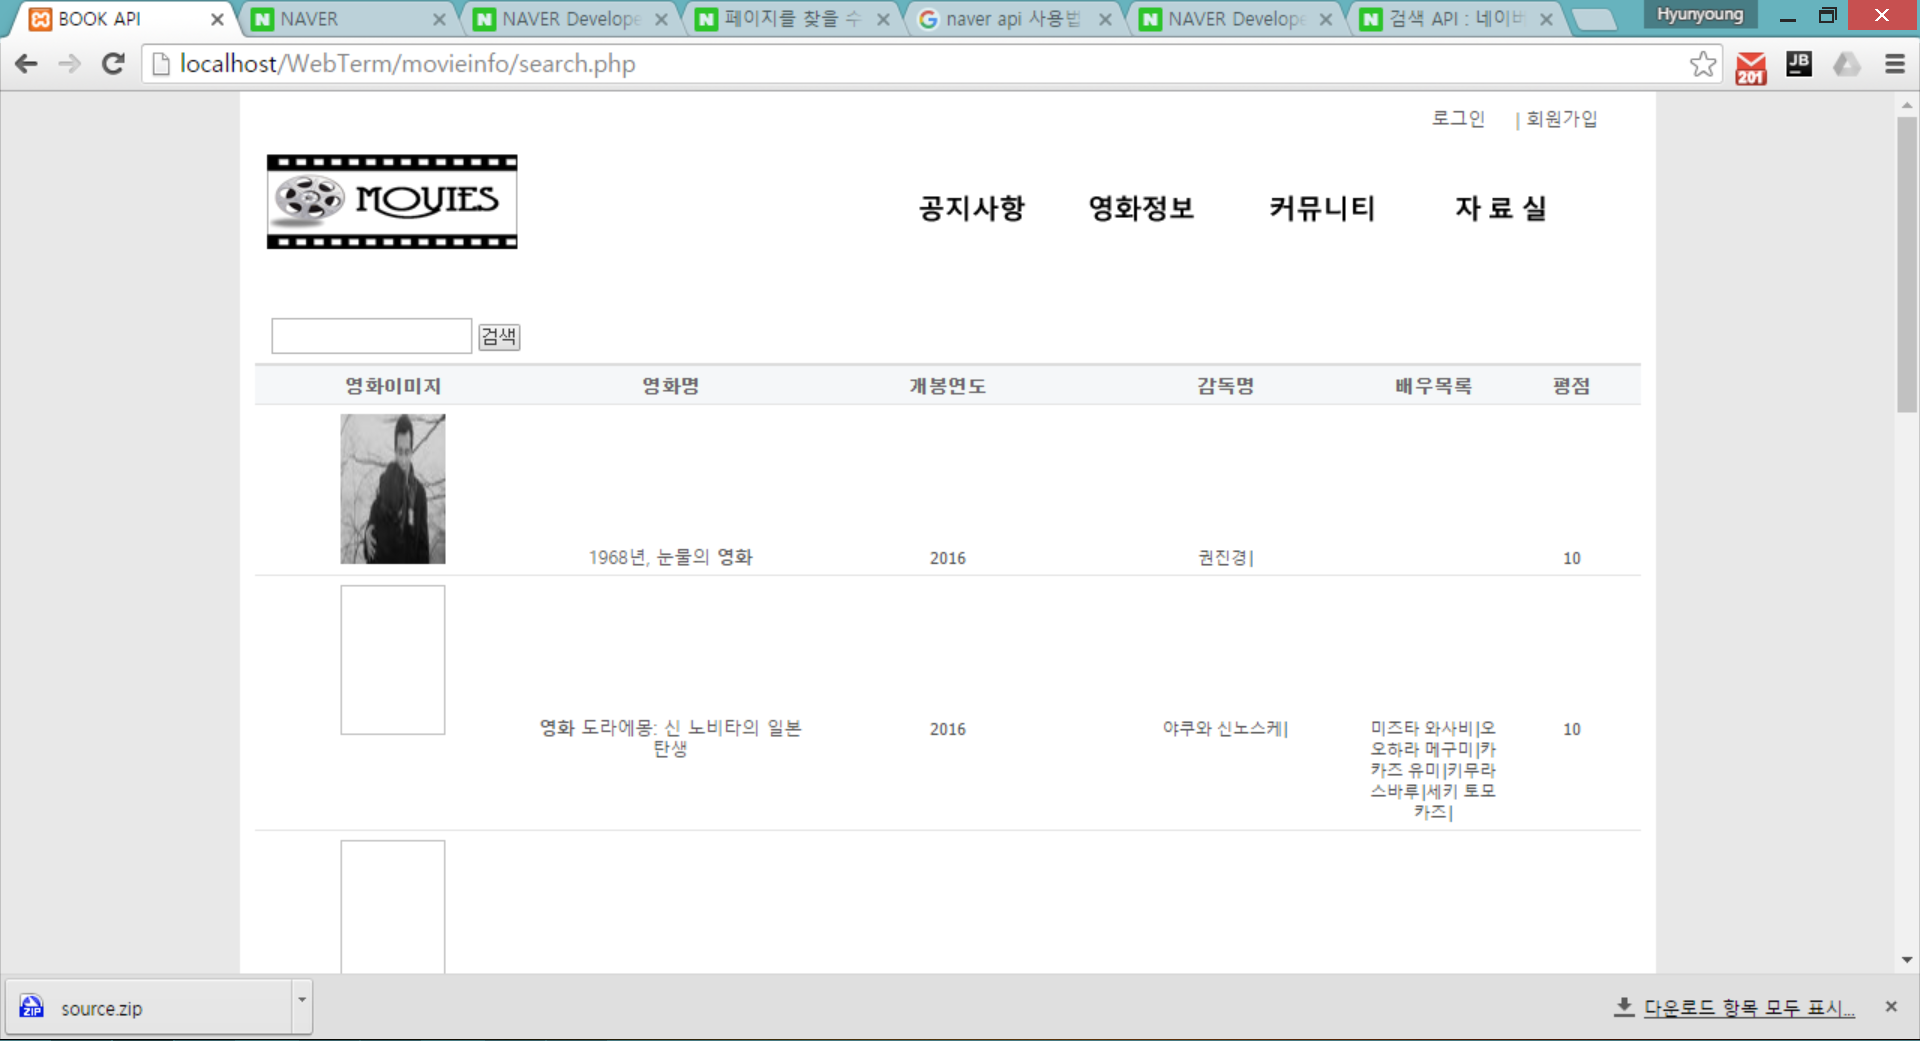 BOOK API
NAVER
NAVER Develope
페이지를 찾을 수
naver api 사용법
NAVER Develope
검색 API : 네이버
Hyunyoung
localhost/WebTerm/movieinfo/search.php
201
JB
로그인 | 회원가입
MOVIES
공지사항 영화정보 커뮤니티 자 료 실
검색
영화이미지 영화명 개봉연도 감독명 배우목록 평점
1968년, 눈물의 영화 2016 권진경| 10
영화 도라에몽: 신 노비타의 일본
탄생
2016
야쿠와 신노스케|
미즈타 와사비|오
오하라 메구미|카
카즈 유미|키무라
스바루|세키 토모
카즈|
10
ZIP
source.zip
다운로드 항목 모두 표시...